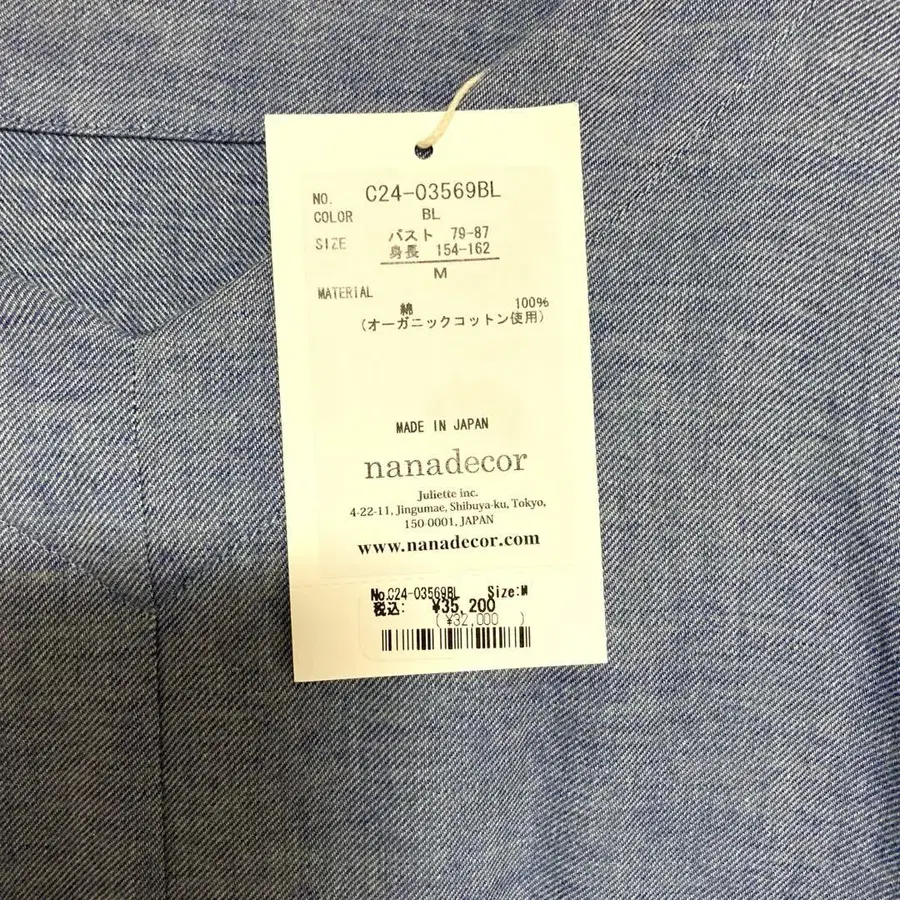 NO. C24-03569BL
COLOR BL
SIZE バスト 79-87
身長 154-162
M
MATERIAL
綿 100%
(オーガニックコットン使用)
MADE IN JAPAN
nanadecor
Juliette inc.
4-22-11, Jingumae, Shibuya-ku, Tokyo,
150-0001, JAPAN
www.nanadecor.com
No.C24-03569BL Size:M
税込: ¥35,200
(¥32,000 )